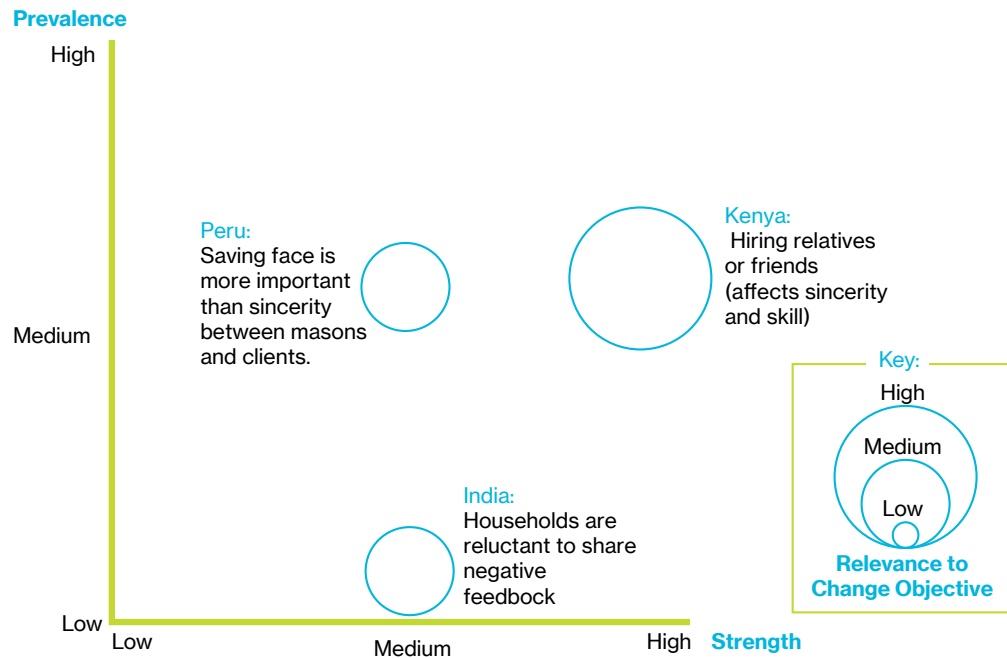 Prevalence
High
Peru:
Saving face is
more important
than sincerity
between masons
and clients.
Kenya:
Hiring relatives
or friends
(affects sincerity
and skill)
Medium
Key:
High
Medium
Low
Relevance to
Change Objective
India:
Households are
reluctant to share
negative
feedbock
Low
Low
Medium
High
Strength